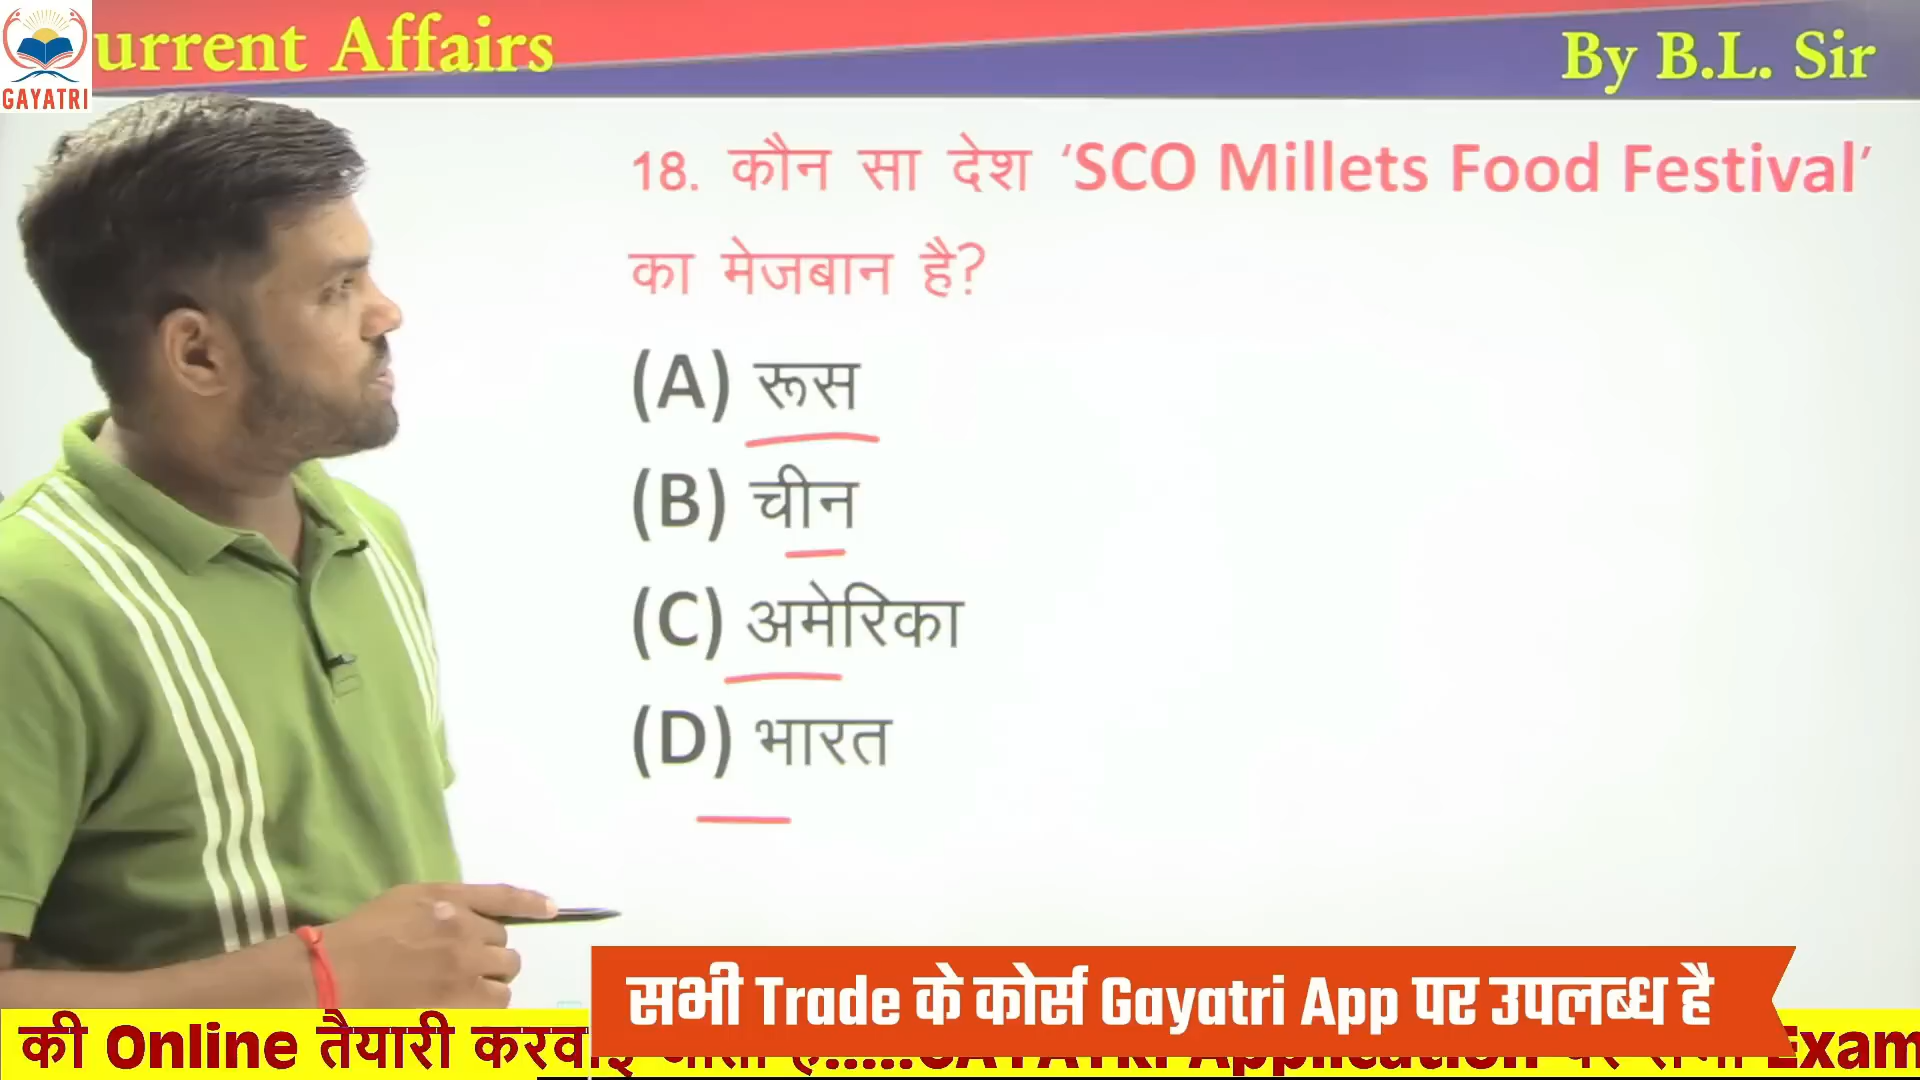 urrent Affairs
By B.L. Sir
GAYATRI
18. कौन सा देश ‘SCO Millets Food Festival’
का मेजबान है?
(A) रूस
(B) चीन
(C) अमेरिका
(D) भारत
सभी Trade के कोर्स Gayatri App पर उपलब्ध है
की Online तैयारी Exam